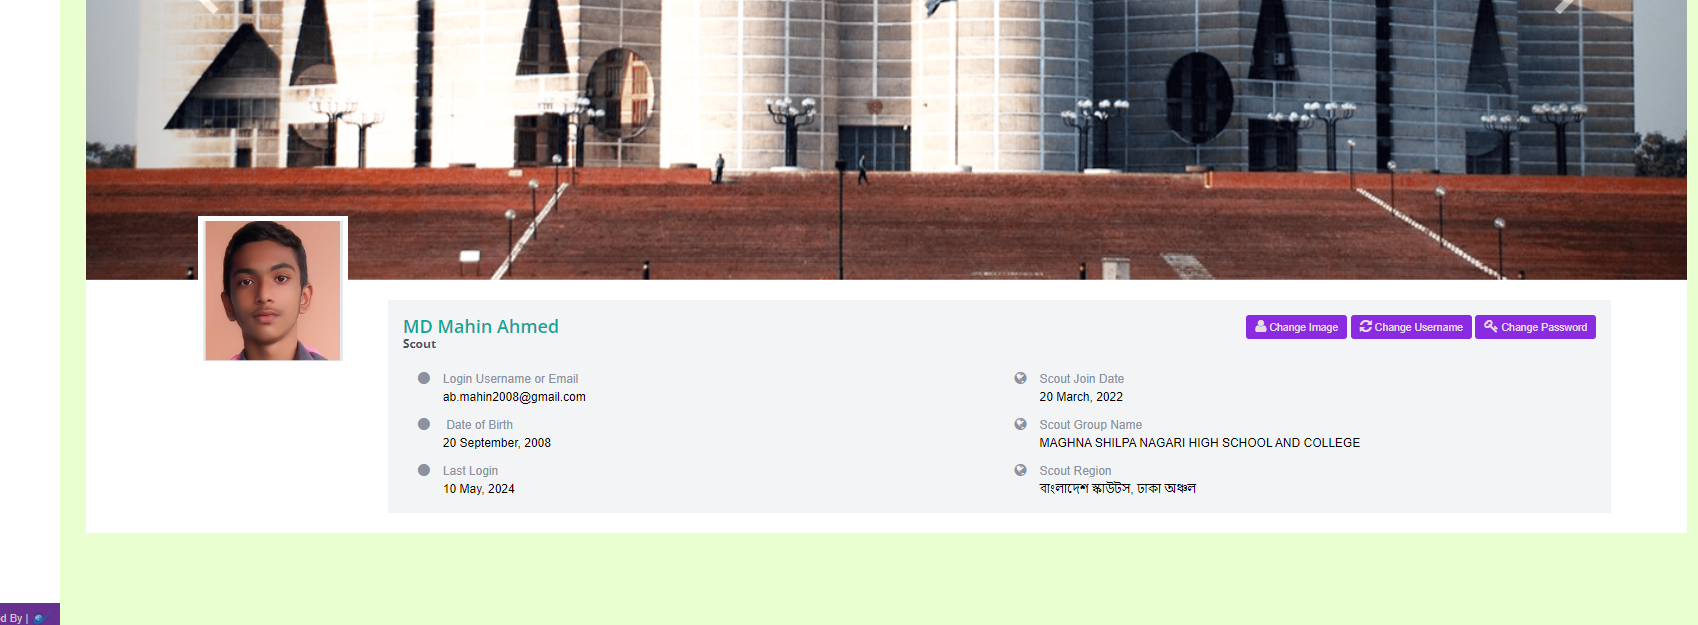 MD Mahin Ahmed
Scout
Change Image
Change Username
Change Password
Login Username or Email
ab.mahin2008@gmail.com
Date of Birth
20 September, 2008
Last Login
10 May, 2024
Scout Join Date
20 March, 2022
Scout Group Name
MAGHNA SHILPA NAGARI HIGH SCHOOL AND COLLEGE
Scout Region
বাংলাদেশ স্কাউটস, ঢাকা অঞ্চল
d By |